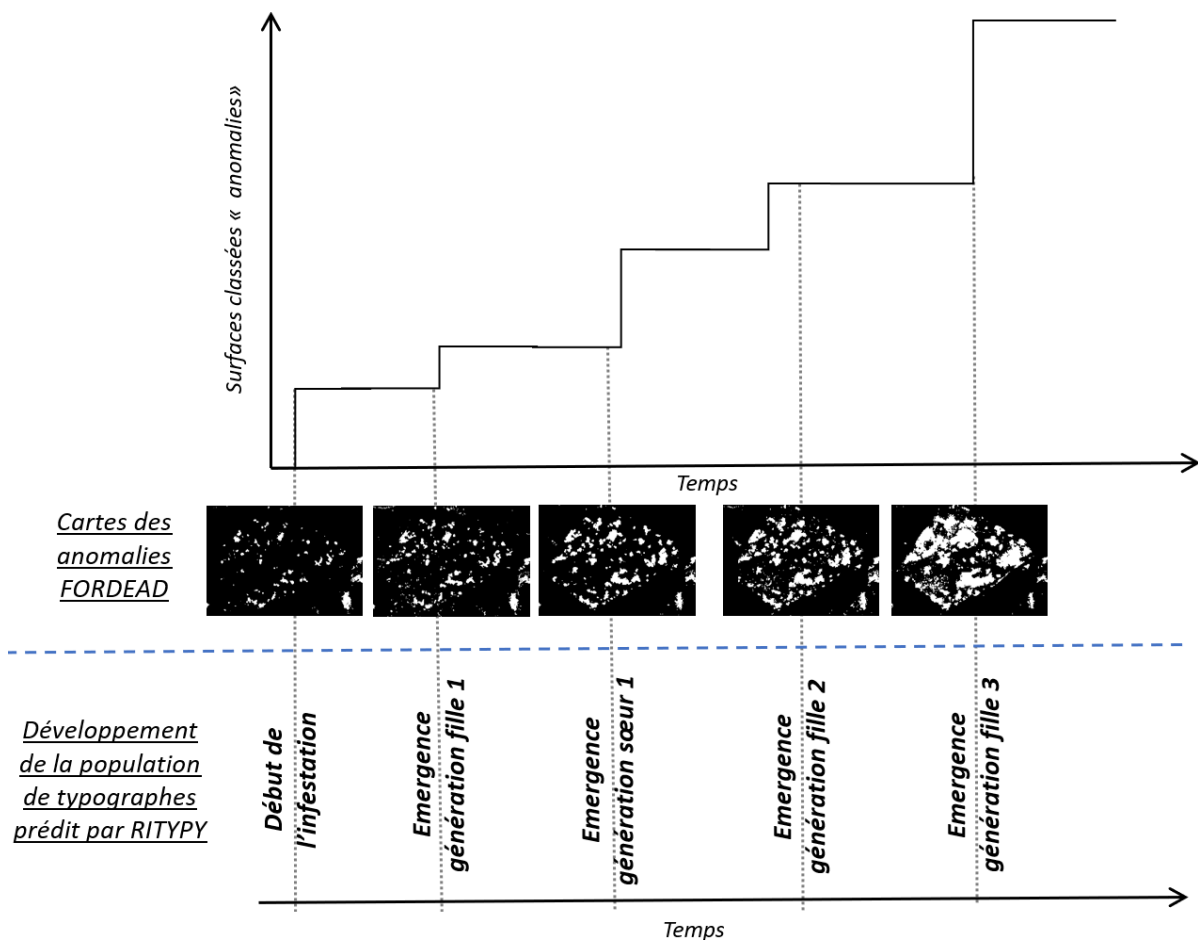 Surfaces classées «  anomalies»
Temps
Cartes des
anomalies
FORDEAD
Développement
de la population
de typographes
prédit par RITYPY
Début de
l’infestation
Emergence
génération fille 1
Emergence
génération sœur 1
Emergence
génération fille 2
Emergence
génération fille 3
Temps